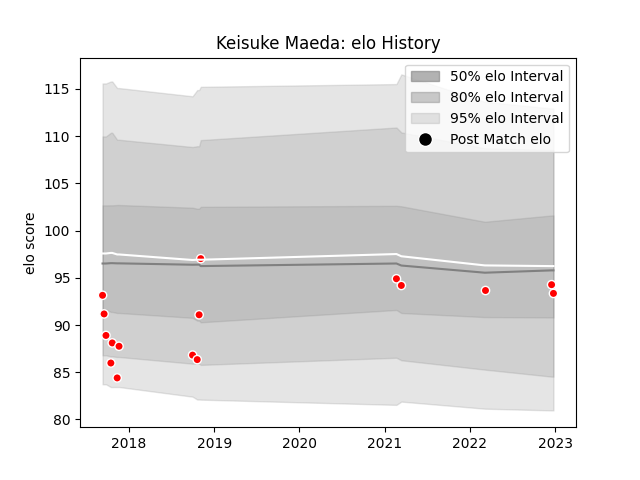 Keisuke Maeda: elo History
50% elo Interval
80% elo Interval
95% elo Interval
Post Match elo
elo score
115
110
105
100
95
90
85
80
2018 2019 2020 2021 2022 2023